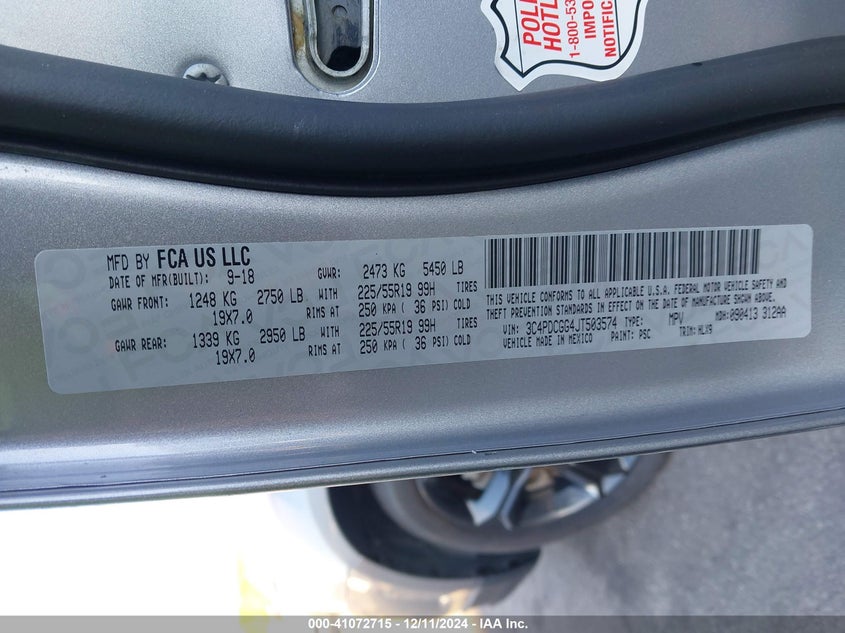 POLI
HOTL
1-800-53
IMPO
NOTIFIC
MFD BY FCA US LLC
DATE OF MFR(BUILT): 9-18 GVWR: 2473 KG 5450 LB
GAWR FRONT: 1248 KG 2750 LB WITH 225/55R19 99H TIRES
19X7.0 RIMS AT 250 KPA ( 36 PSI) COLD
GAWR REAR: 1339 KG 2950 LB WITH 225/55R19 99H TIRES
19X7.0 RIMS AT 250 KPA ( 36 PSI) COLD
THIS VEHICLE CONFORMS TO ALL APPLICABLE U.S.A. FEDERAL MOTOR VEHICLE SAFETY AND
THEFT PREVENTION STANDARDS IN EFFECT ON THE DATE OF MANUFACTURE SHOWN ABOVE.
VIN: 3C4PDCGG4JT503574 TYPE: MPV MDH: 090413 312AA
VEHICLE MADE IN MEXICO PAINT: PSC TRIM: HLX9
000-41072715 - 12/11/2024 - IAA Inc.